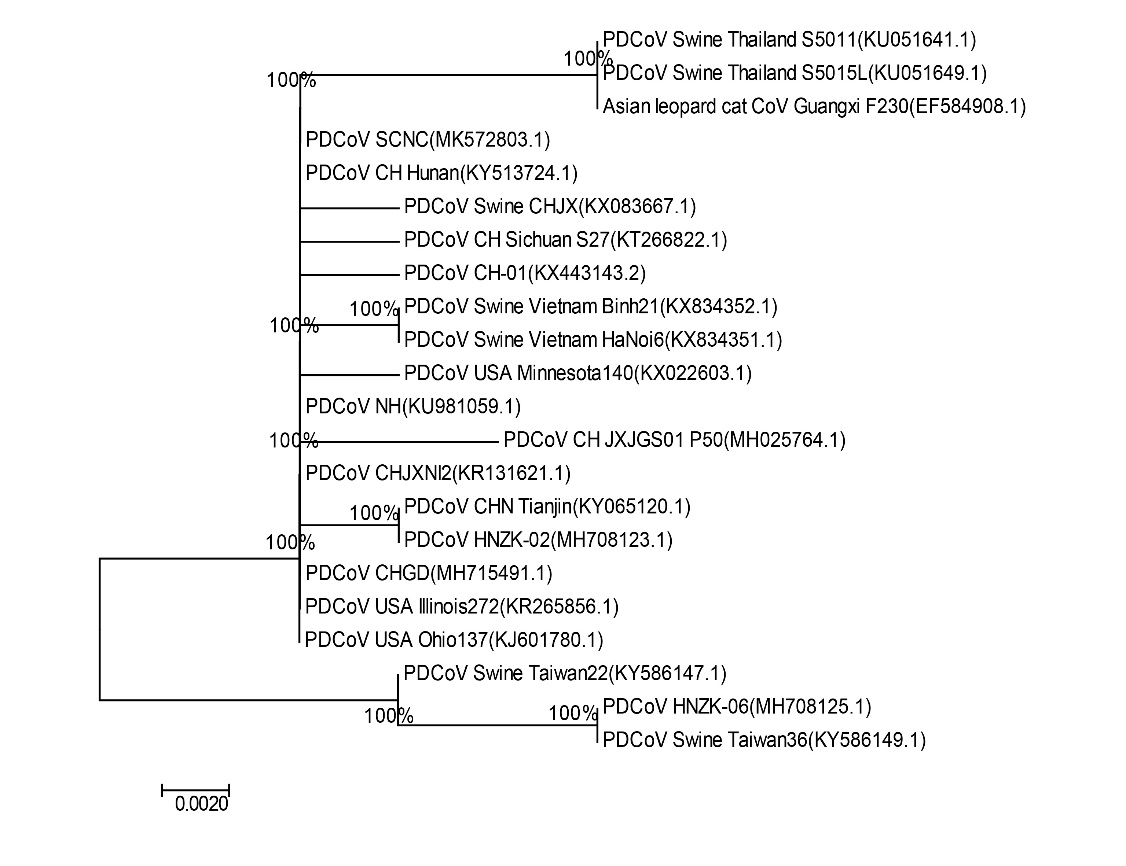 PDCoV Swine Thailand S5011(KU051641.1)
100%
PDCoV Swine Thailand S5015L(KU051649.1)
100%
Asian leopard cat CoV Guangxi F230(EF584908.1)
PDCoV SCNC(MK572803.1)
PDCoV CH Hunan(KY513724.1)
PDCoV Swine CHJX(KX083667.1)
PDCoV CH Sichuan S27(KT266822.1)
PDCoV CH-01(KX443143.2)
100% PDCoV Swine Vietnam Binh21(KX834352.1)
100%
PDCoV Swine Vietnam HaNoi6(KX834351.1)
PDCoV USA Minnesota140(KX022603.1)
PDCoV NH(KU981059.1)
100% PDCoV CH JXJGS01 P50(MH025764.1)
PDCoV CHJXNI2(KR131621.1)
100% PDCoV CHN Tianjin(KY065120.1)
100% PDCoV HNZK-02(MH708123.1)
PDCoV CHGD(MH715491.1)
PDCoV USA Illinois272(KR265856.1)
PDCoV USA Ohio137(KJ601780.1)
PDCoV Swine Taiwan22(KY586147.1)
100% 100% PDCoV HNZK-06(MH708125.1)
PDCoV Swine Taiwan36(KY586149.1)
0.0020